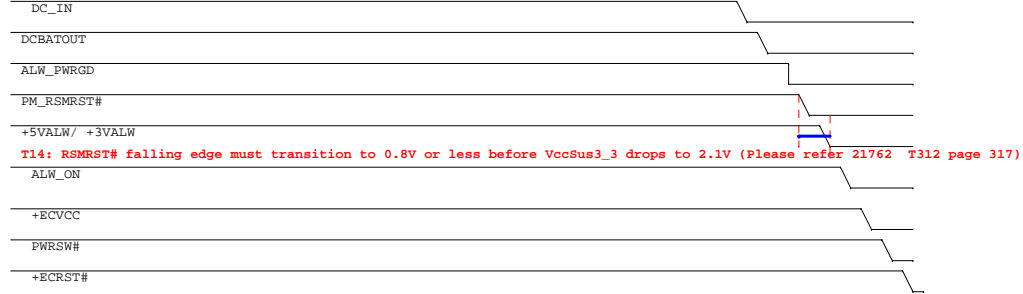 DC_IN
DCBATOUT
ALW_PWRGD
PM_RSMRST#
+5VALW/ +3VALW
T14: RSMRST# falling edge must transition to 0.8V or less before VccSus3_3 drops to 2.1V (Please refer 21762 T312 page 317)
ALW_ON
+ECVCC
PWRSW#
+ECRST#